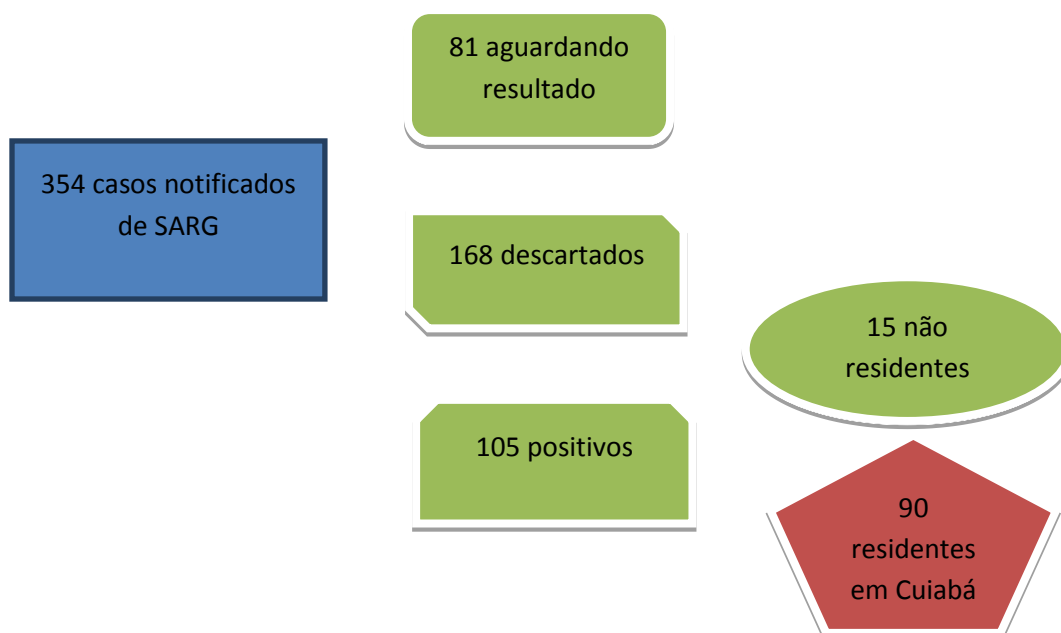 81 aguardando
resultado
354 casos notificados
de SARG
168 descartados
15 não
residentes
105 positivos
90
residentes
em Cuiabá